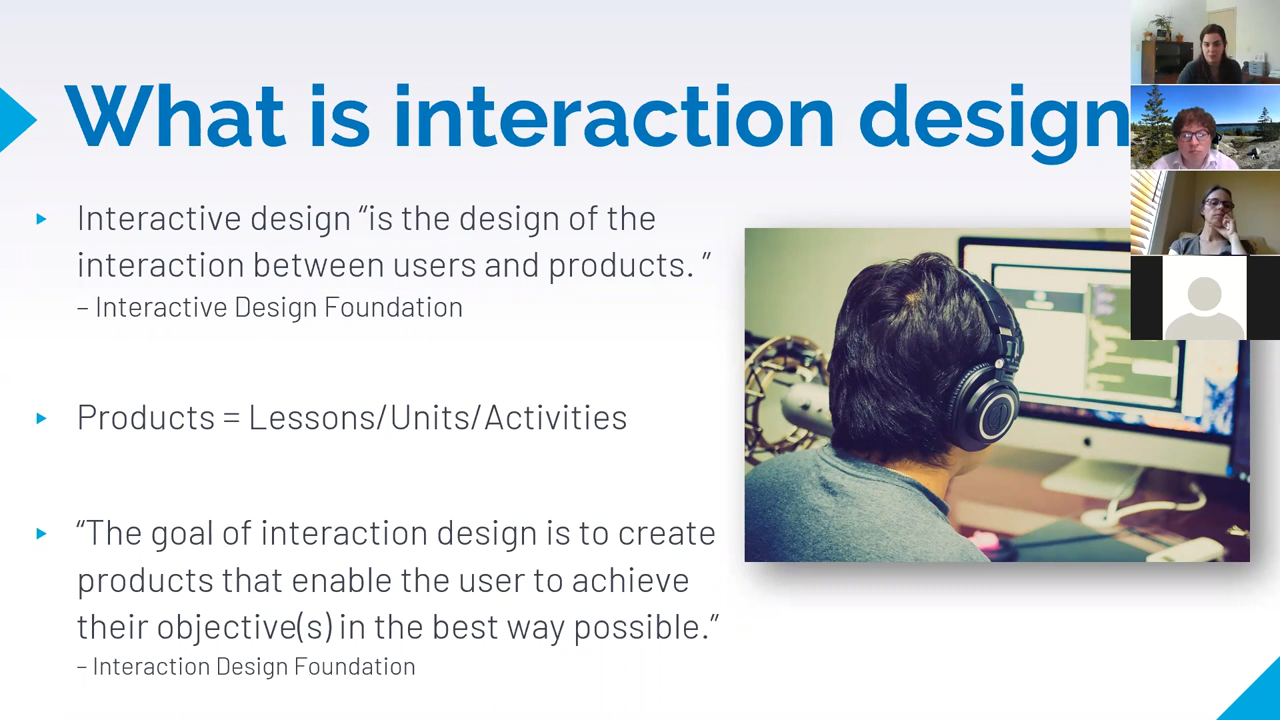 What is interaction design
Interactive design “is the design of the
interaction between users and products. ”
– Interactive Design Foundation
Products = Lessons/Units/Activities
“The goal of interaction design is to create
products that enable the user to achieve
their objective(s) in the best way possible.”
– Interaction Design Foundation